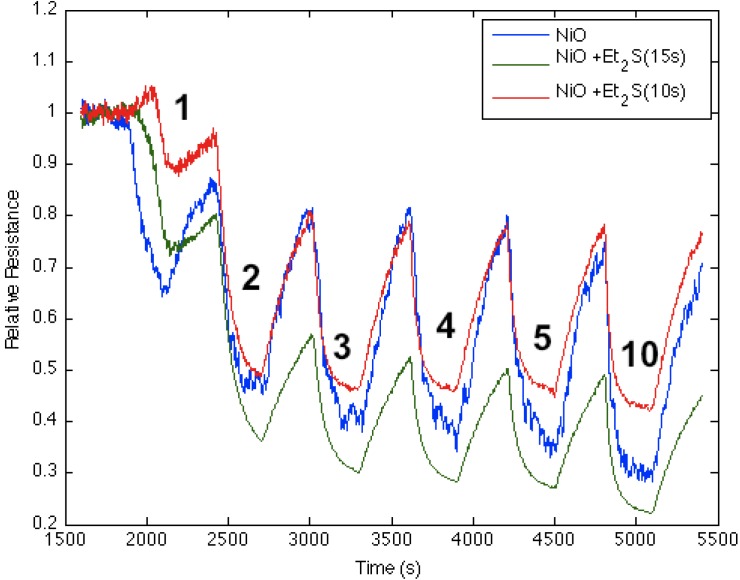 1.2
1.1
1
0.9
0.8
0.7
0.6
0.5
0.4
0.3
0.2
Relative Resistance
NiO
NiO +Et2S(15s)
NiO +Et2S(10s)
1
2
3
4
5
10
1500 2000 2500 3000 3500 4000 4500 5000 5500
Time (s)